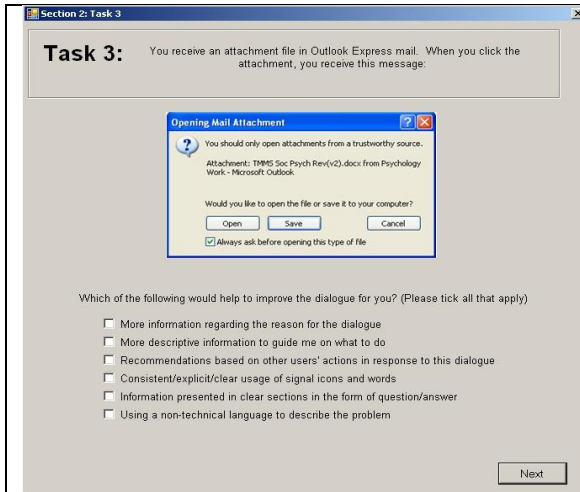 Section 2: Task 3
Task 3:
You receive an attachment file in Outlook Express mail. When you click the
attachment, you receive this message:
Opening Mail Attachment
You should only open attachments from a trustworthy source.
Attachment: TMMS Soc Psych Rev(v2).docx from Psychology
Work - Microsoft Outlook
Would you like to open the file or save it to your computer?
Open Save Cancel
Always ask before opening this type of file
Which of the following would help to improve the dialogue for you? (Please tick all that apply)
More information regarding the reason for the dialogue
More descriptive information to guide me on what to do
Recommendations based on other users' actions in response to this dialogue
Consistent/explicit/clear usage of signal icons and words
Information presented in clear sections in the form of question/answer
Using a non-technical language to describe the problem
Next